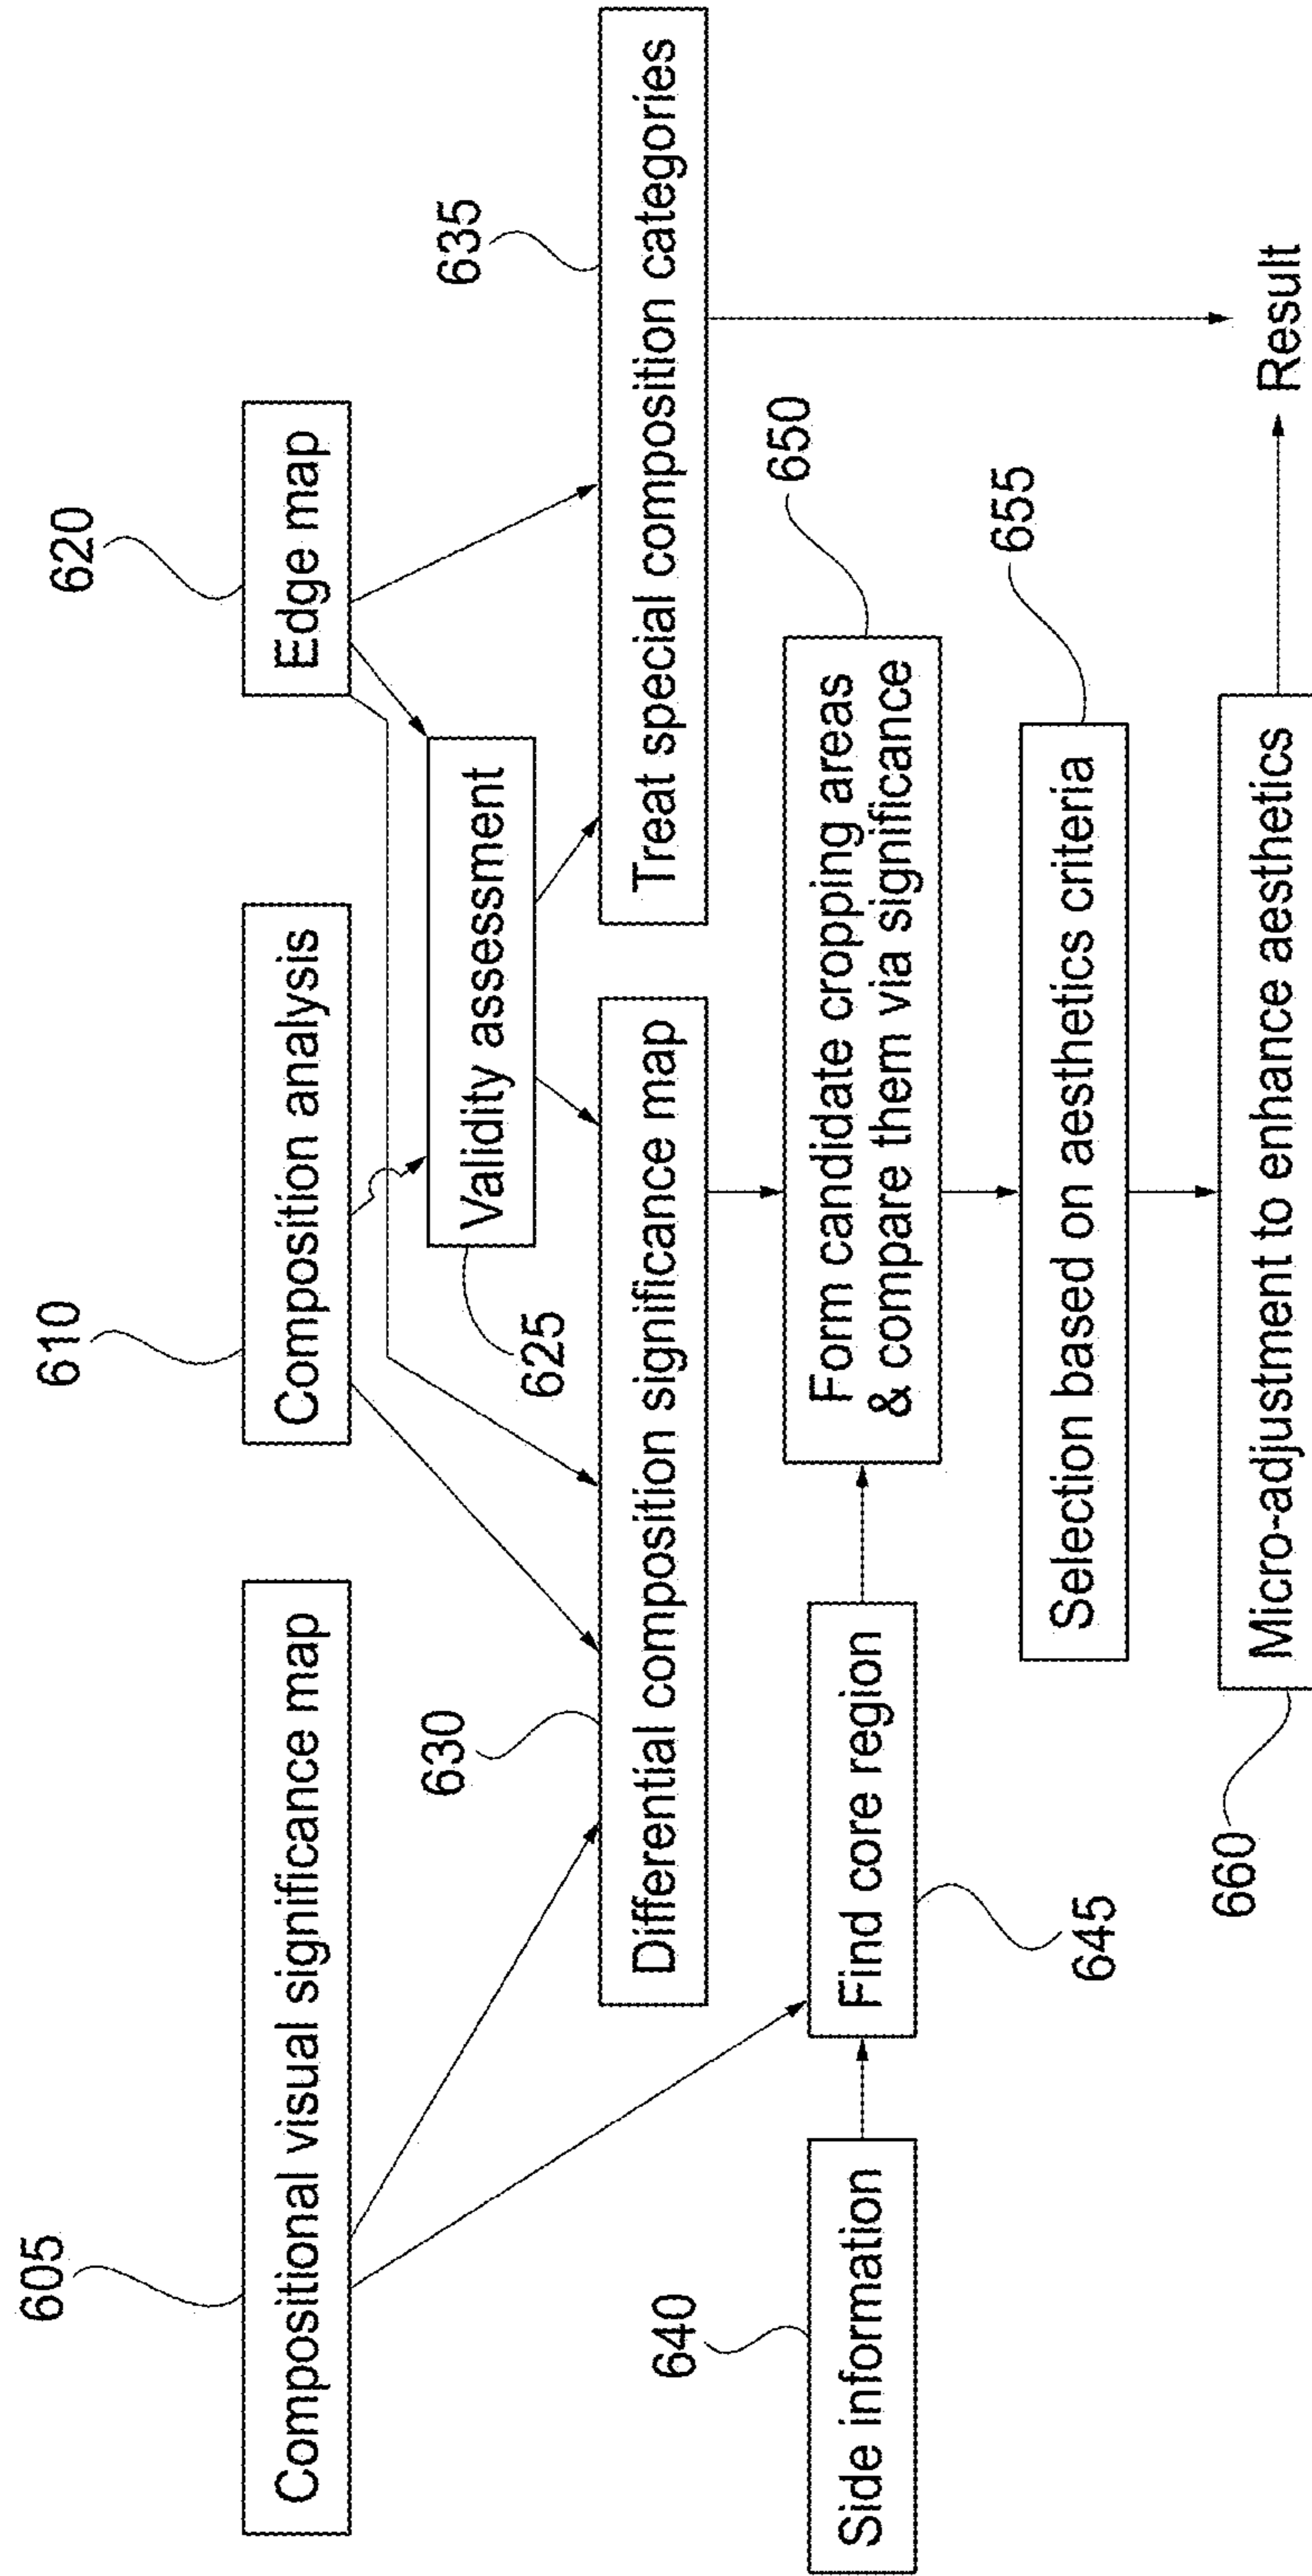 605
Compositional visual significance map
610
Composition analysis
620
Edge map
625
Validity assessment
630
Differential composition significance map
635
Treat special composition categories
640
Side information
645
Find core region
650
Form candidate cropping areas
& compare them via significance
655
Selection based on aesthetics criteria
660
Micro-adjustment to enhance aesthetics
Result